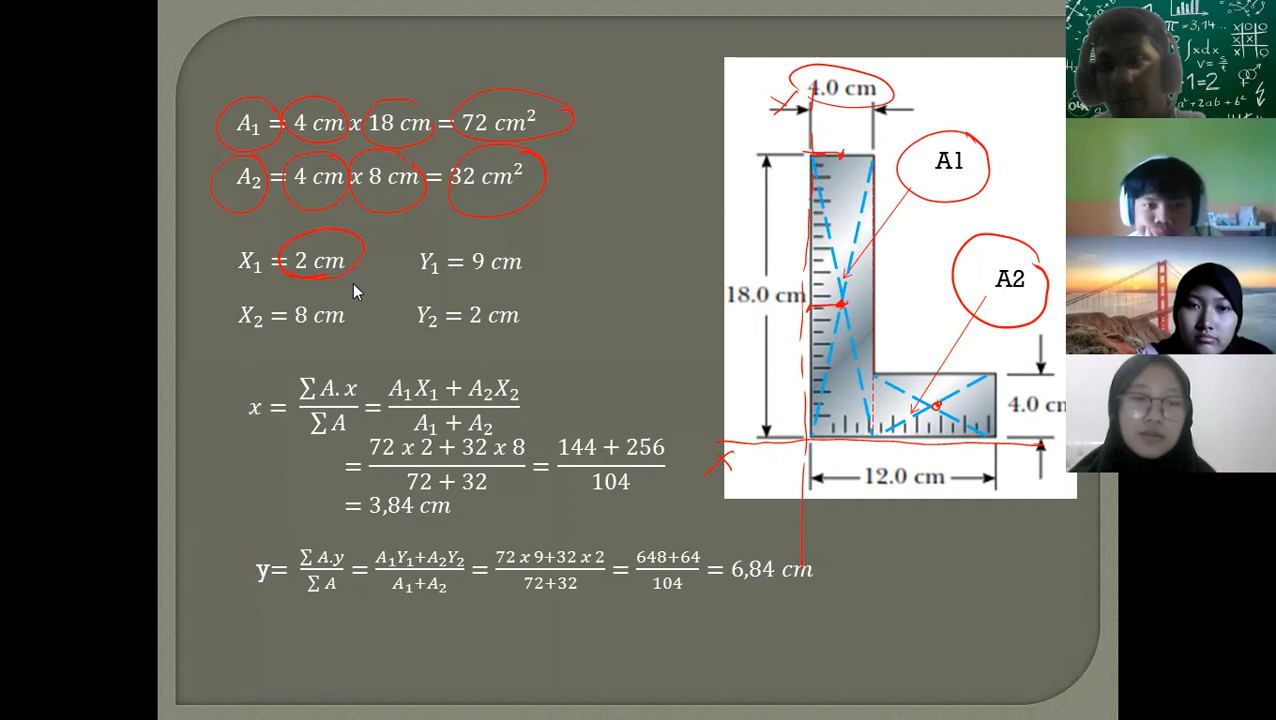 A₁ = 4 cm x 18 cm = 72 cm²
A₂ = 4 cm x 8 cm = 32 cm²
X₁ = 2 cm Y₁ = 9 cm
X₂ = 8 cm Y₂ = 2 cm
x = ∑ A. x / ∑ A = A₁X₁ + A₂X₂ / A₁ + A₂
= 72 x 2 + 32 x 8 / 72 + 32 = 144 + 256 / 104
= 3,84 cm
y= ∑ A.y / ∑ A = A₁Y₁+A₂Y₂ / A₁+A₂ = 72 x 9+32 x 2 / 72+32 = 648+64 / 104 = 6,84 cm
4.0 cm
A1
A2
18.0 cm
4.0 cm
12.0 cm